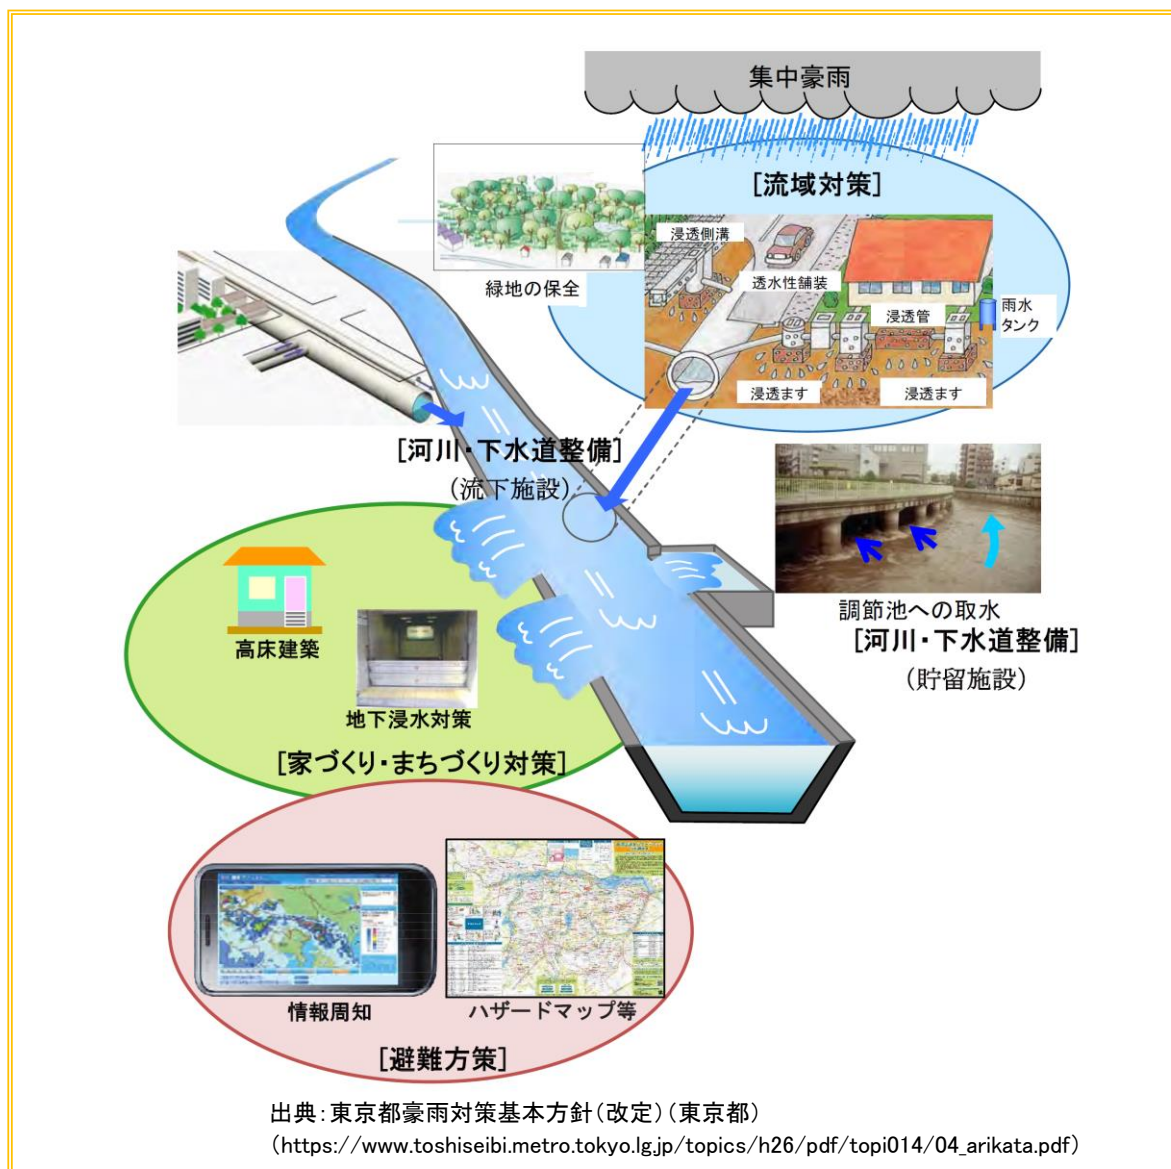 集中豪雨
[流域対策]
浸透側溝
透水性舗装
緑地の保全
浸透管
雨水
タンク
浸透ます
浸透ます
[河川・下水道整備]
(流下施設)
調節池への取水
[河川・下水道整備]
(貯留施設)
高床建築
地下浸水対策
[家づくり・まちづくり対策]
情報周知
ハザードマップ等
[避難方策]
出典：東京都豪雨対策基本方針(改定)(東京都)
(https://www.toshiseibi.metro.tokyo.lg.jp/topics/h26/pdf/topi014/04_arikata.pdf)